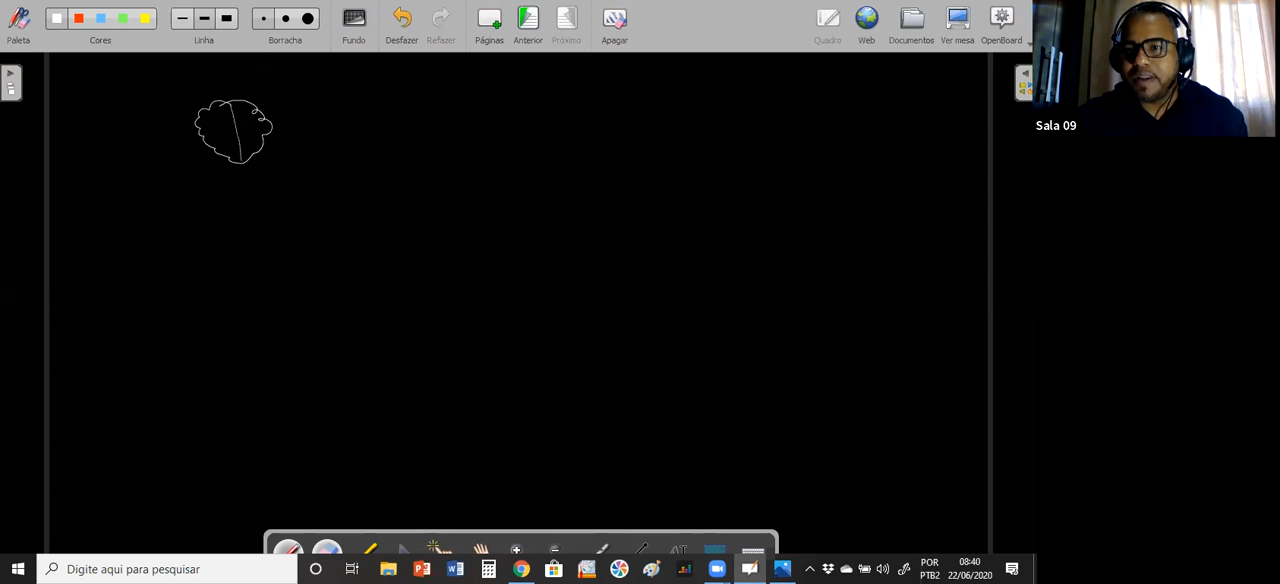 Paleta
Cores
Linha
Borracha
Fundo
Desfazer
Refazer
Páginas
Anterior
Próximo
Apagar
Quadro
Web
Documentos
Ver mesa
OpenBoard
Sala 09
Digite aqui para pesquisar
POR
PTB2
08:40
22/06/2020